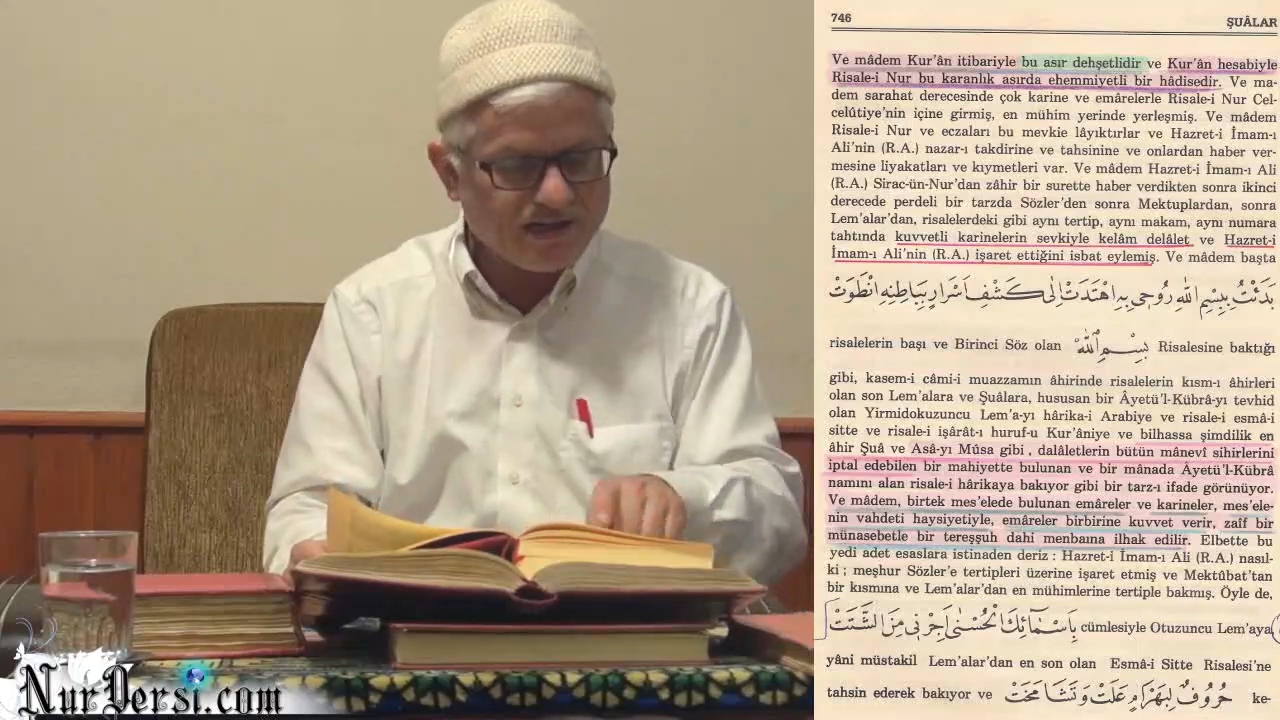 746
ŞUÂLAR
Ve mâdem Kur'ân itibariyle bu asır dehşetlidir ve Kur'ân hesabiyle
Risale-i Nur bu karanlık asırda ehemmiyetli bir hâdisedir. Ve ma-
dem sarahat derecesinde çok karine ve emârelerle Risale-i Nur Cel-
celûtiye'nin içine girmiş, en mühim yerinde yerleşmiş. Ve mâdem
Risale-i Nur ve eczaları bu mevkie lâyıktırlar ve Hazret-i İmam-ı
Ali'nin (R.A.) nazar-ı takdirine ve tahsinine ve onlardan haber ver-
mesine liyakatları ve kıymetleri var. Ve mâdem Hazret-i İmam-ı Ali
(R.A.) Sirac-ün-Nur'dan zâhir bir surette haber verdikten sonra ikinci
derecede perdeli bir tarzda Sözler'den sonra Mektuplardan, sonra
Lem'alar'dan, risalelerdeki gibi aynı tertip, aynı makam, aynı numara
tahtında kuvvetli karinelerin sevkiyle kelâm delâlet ve Hazret-i
İmam-ı Ali'nin (R.A.) işaret ettiğini isbat eylemiş. Ve mâdem başta
بَدَئْتُ بِبِسْمِ اللهِ رُوحِى بِهِ اهْتَدَتْ اِلَى كَشْفِ اَسْرَارٍ بِبَاطِنِهِ انْطَوَتْ
risalelerin başı ve Birinci Söz olan بِسْمِ اللهِ Risalesine baktığı
gibi, kasem-i câmi-i muazzamın âhirinde risalelerin kısm-ı âhirleri
olan son Lem'alara ve Şuâlara, hususan bir Âyetü'l-Kübrâ-yı tevhid
olan Yirmidokuzuncu Lem'a-yı hârika-i Arabiye ve risale-i esmâ-i
sitte ve risale-i işârât-ı huruf-u Kur'âniye ve bilhassa şimdilik en
âhir Şuâ ve Asâ-yı Mûsa gibi, dalâletlerin bütün mânevî sihirlerini
iptal edebilen bir mahiyette bulunan ve bir mânada Âyetü'l-Kübrâ
namını alan risale-i hârikaya bakıyor gibi bir tarz-ı ifade görünüyor.
Ve mâdem, birtek mes'elede bulunan emâreler ve karineler, mes'ele-
nin vahdeti haysiyetiyle, emâreler birbirine kuvvet verir, zaîf bir
münasebetle bir tereşşuh dahi menbaına ilhak edilir. Elbette bu
yedi adet esaslara istinaden deriz : Hazret-i İmam-ı Ali (R.A.) nasıl-
ki ; meşhur Sözler'e tertipleri üzerine işaret etmiş ve Mektûbat'tan
bir kısmına ve Lem'alar'dan en mühimlerine tertiple bakmış. Öyle de,
بِاَسْمَائِكَ الْحُسْنَى اَجِرْنِى مِنَ الشَّتَتْ cümlesiyle Otuzuncu Lem'aya,
yâni müstakil Lem'alar'dan en son olan Esmâ-i Sitte Risalesi'ne
tahsin ederek bakıyor ve حُرُوفٌ لِبَهْرَامٍ عَلَتْ وَتَشَامَخَتْ ke-
NurDersi.com